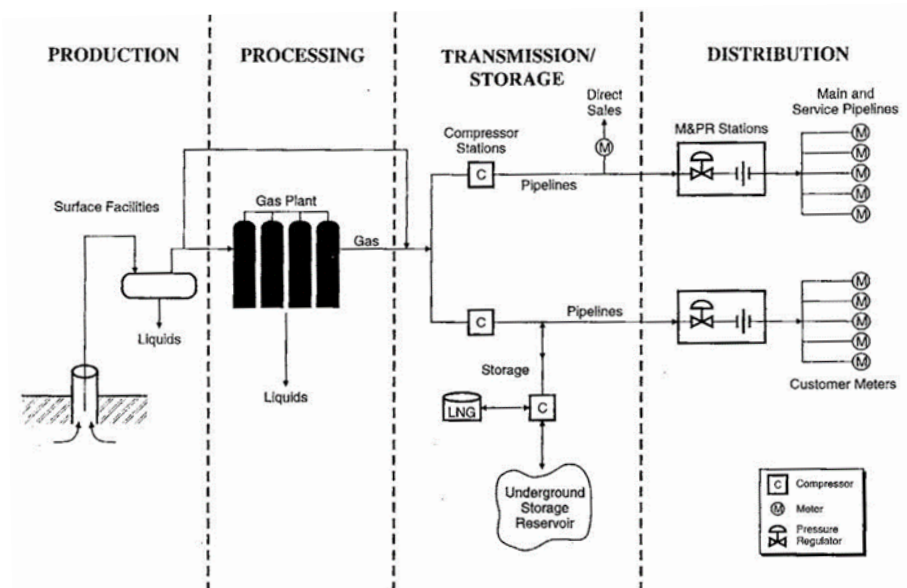 PRODUCTION
PROCESSING
TRANSMISSION/
STORAGE
DISTRIBUTION
Direct
Sales
Main and
Service Pipelines
Compressor
Stations
M&PR Stations
M
M
M
M
M
M
C
Pipelines
Surface Facilities
Gas Plant
Gas
Liquids
Liquids
C
Pipelines
M
M
M
M
M
Customer Meters
Storage
LNG
C
Underground
Storage
Reservoir
C Compressor
M Meter
Pressure
Regulator